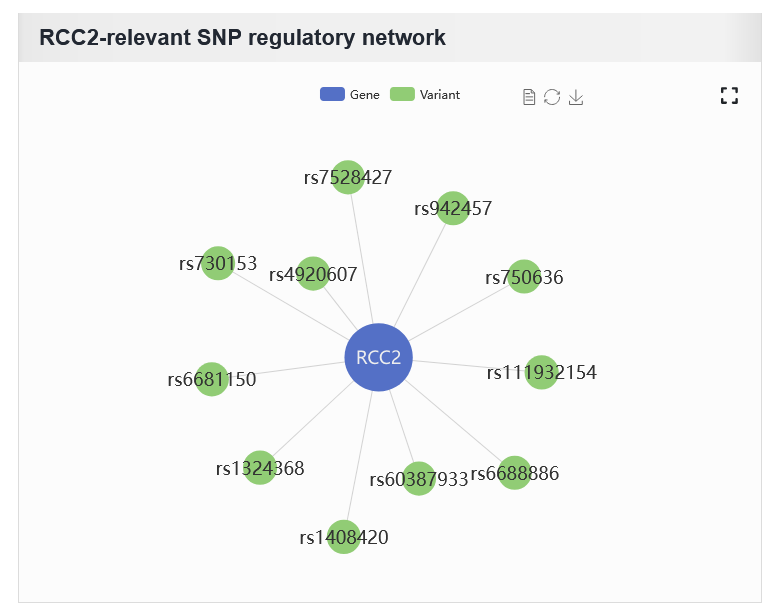 RCC2-relevant SNP regulatory network
Gene Variant
rs7528427
rs942457
rs730153
rs4920607
rs750636
RCC2
rs6681150
rs111932154
rs1324368
rs60387933
rs6688886
rs1408420